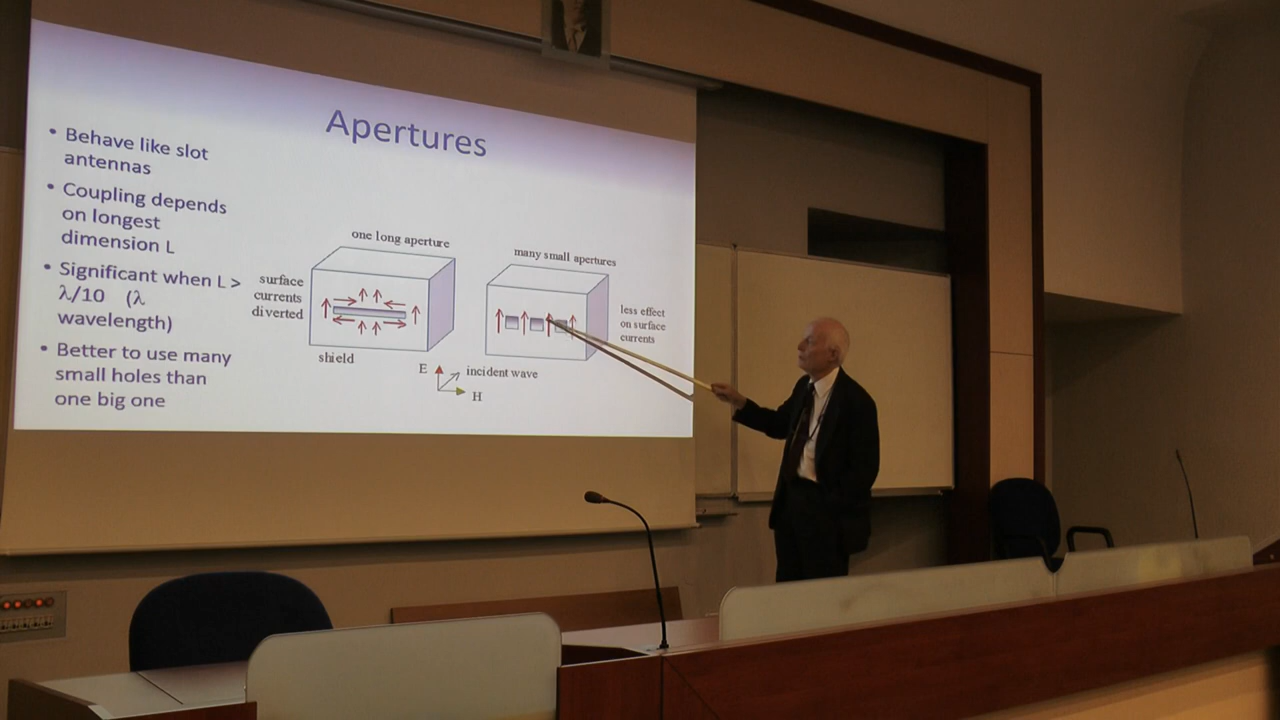 Apertures
• Behave like slot
antennas
• Coupling depends
on longest
dimension L
• Significant when L >
λ/10 (λ
wavelength)
• Better to use many
small holes than
one big one
one long aperture
surface
currents
diverted
shield
many small apertures
less effect
on surface
currents
E
incident wave
H